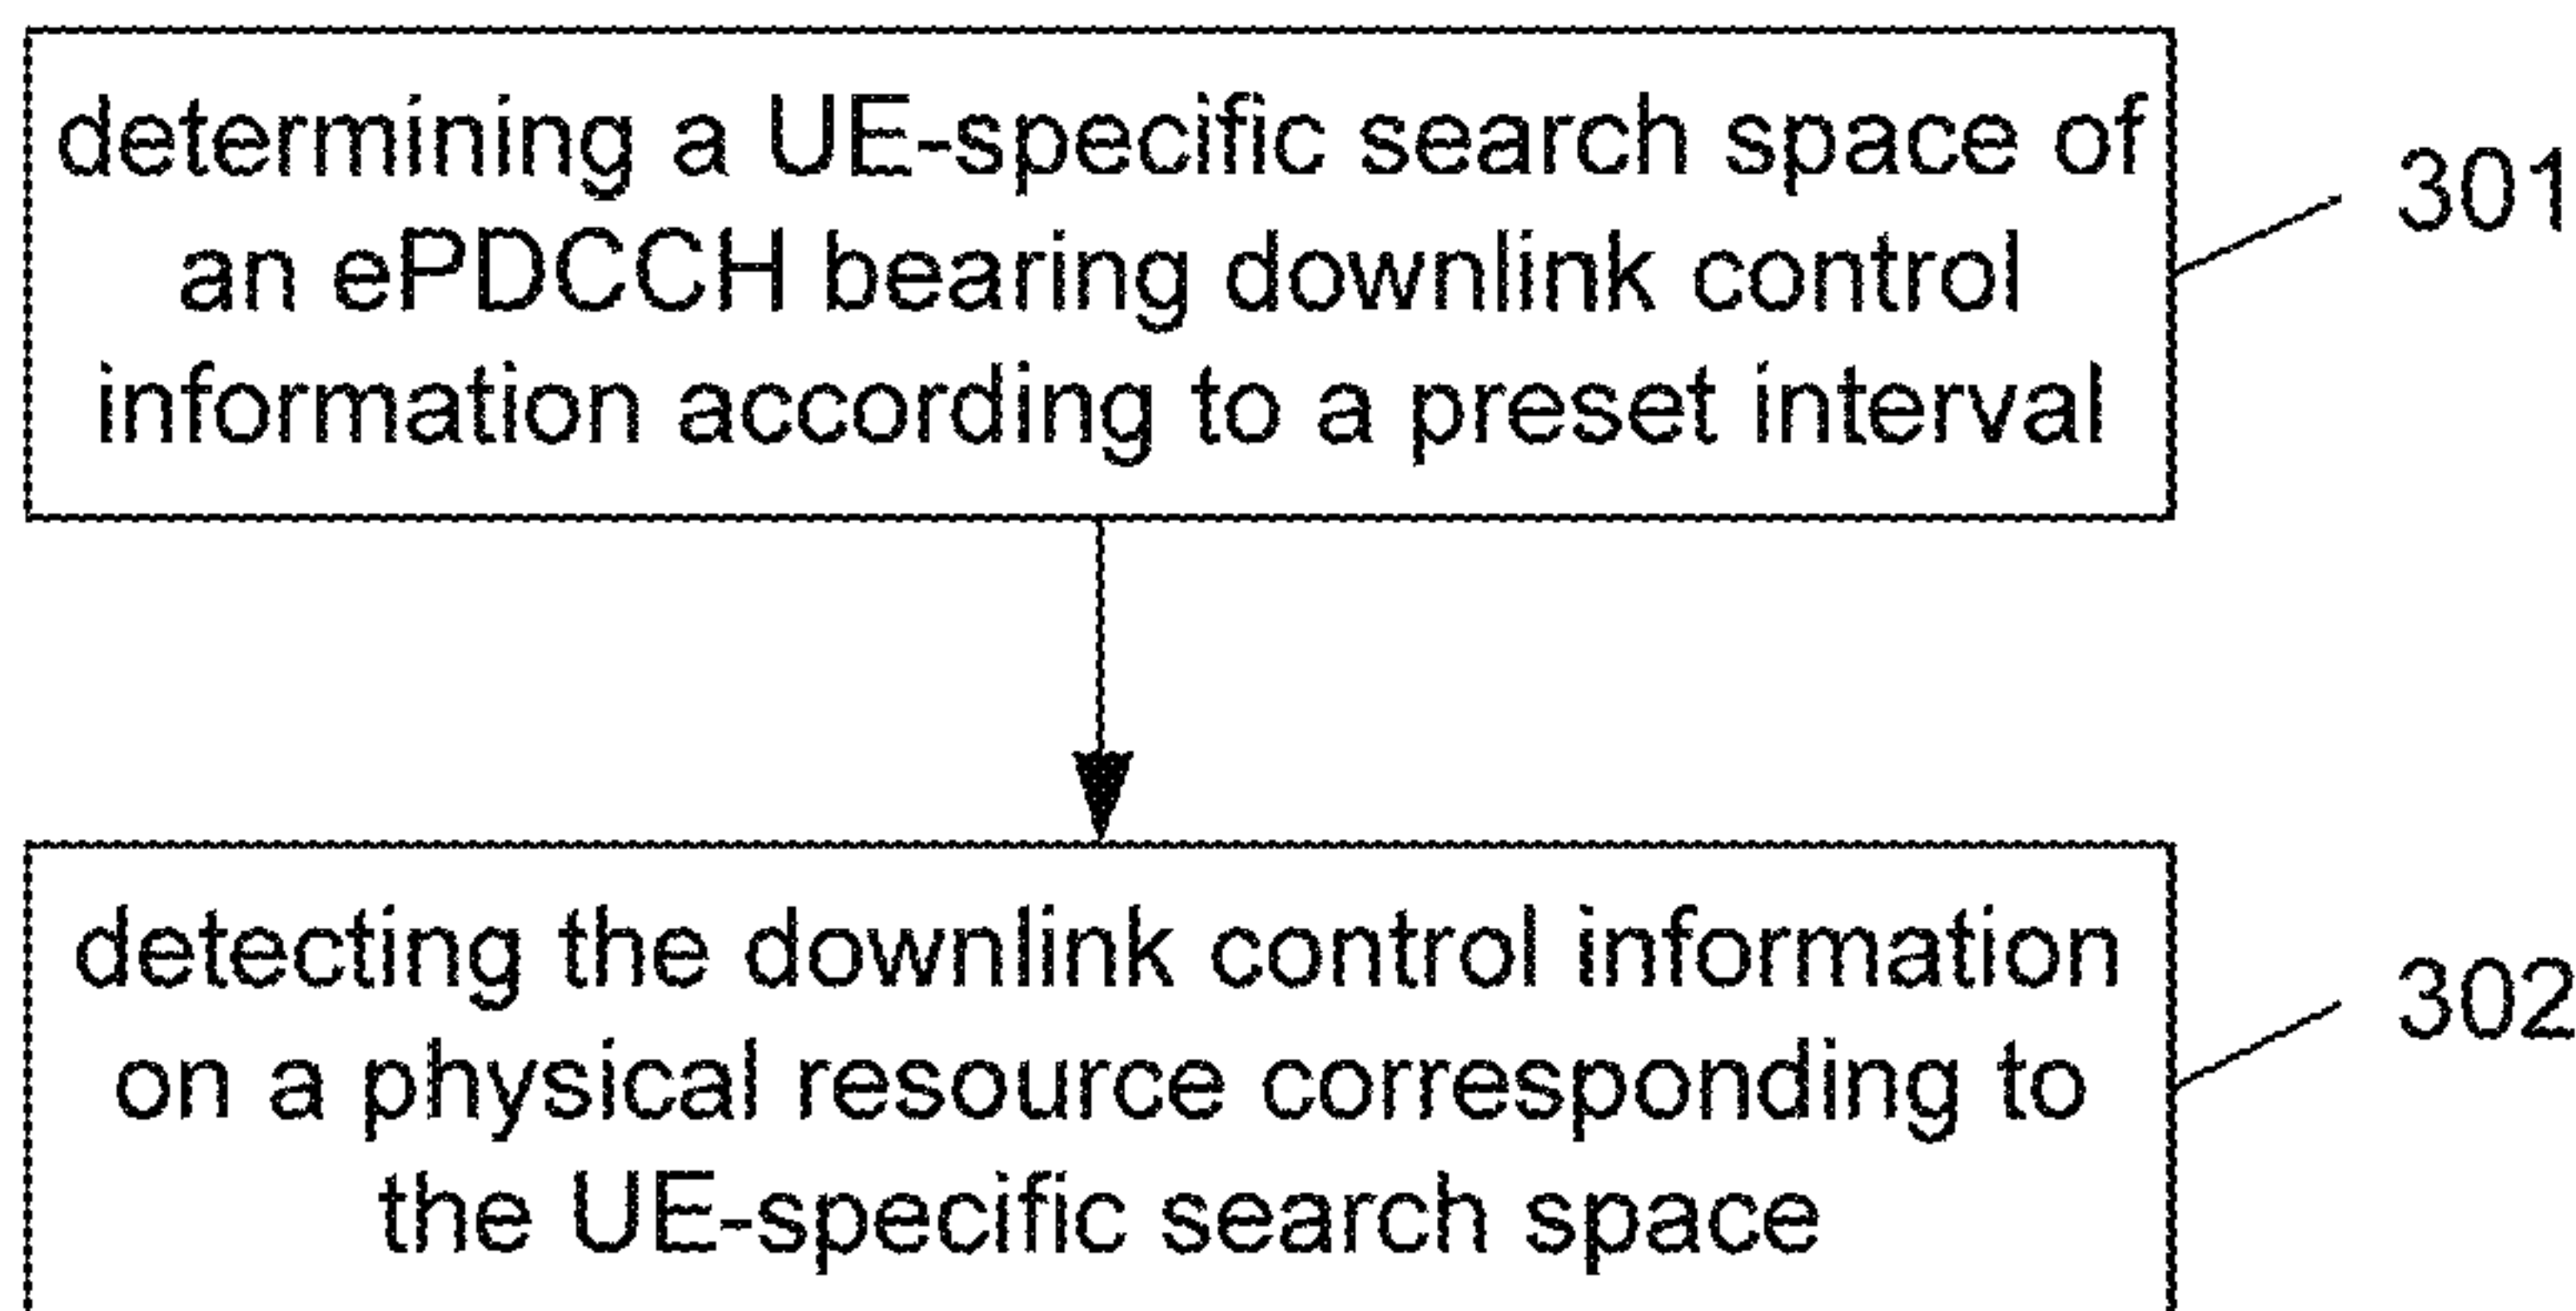 determining a UE-specific search space of
an ePDCCH bearing downlink control
information according to a preset interval
301
detecting the downlink control information
on a physical resource corresponding to
the UE-specific search space
302